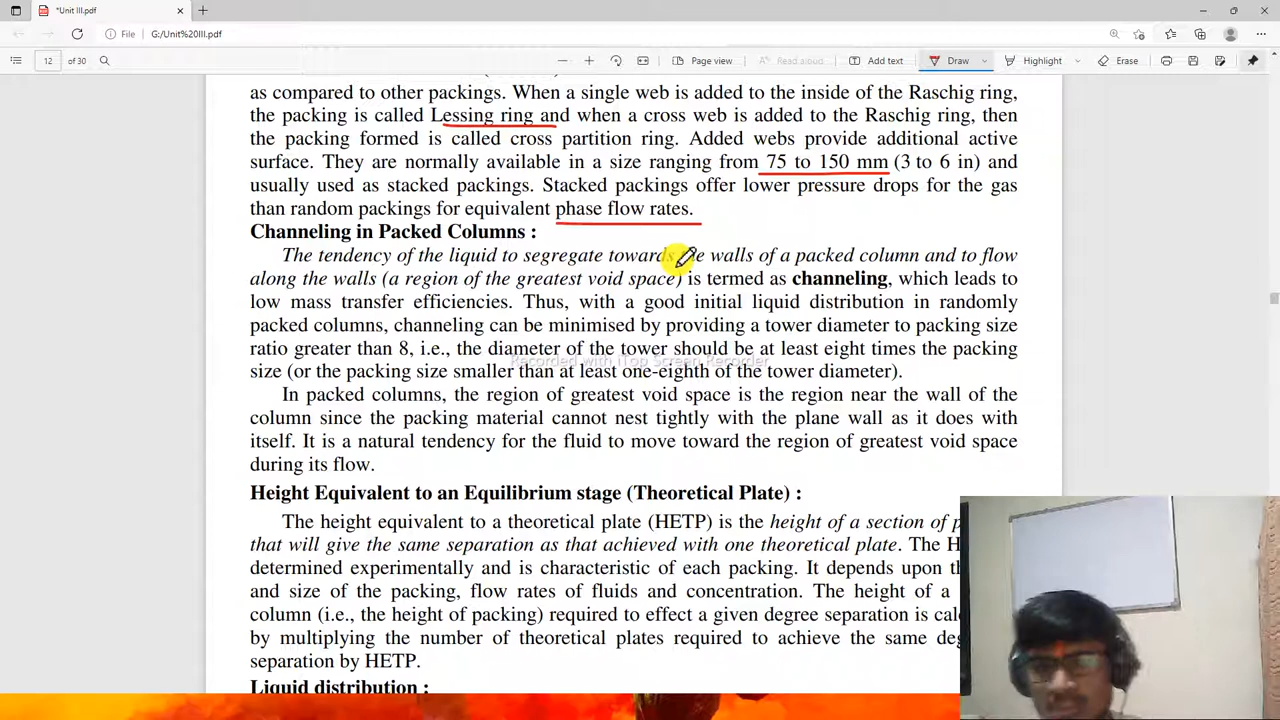 *Unit III.pdf
File
G:/Unit%20III.pdf
12 of 30
Page view
Read aloud
Add text
Draw
Highlight
Erase
as compared to other packings. When a single web is added to the inside of the Raschig ring,
the packing is called Lessing ring and when a cross web is added to the Raschig ring, then
the packing formed is called cross partition ring. Added webs provide additional active
surface. They are normally available in a size ranging from 75 to 150 mm (3 to 6 in) and
usually used as stacked packings. Stacked packings offer lower pressure drops for the gas
than random packings for equivalent phase flow rates.
Channeling in Packed Columns :
The tendency of the liquid to segregate towards the walls of a packed column and to flow
along the walls (a region of the greatest void space) is termed as channeling, which leads to
low mass transfer efficiencies. Thus, with a good initial liquid distribution in randomly
packed columns, channeling can be minimised by providing a tower diameter to packing size
ratio greater than 8, i.e., the diameter of the tower should be at least eight times the packing
Recorded with iTop Screen Recorder
size (or the packing size smaller than at least one-eighth of the tower diameter).
In packed columns, the region of greatest void space is the region near the wall of the
column since the packing material cannot nest tightly with the plane wall as it does with
itself. It is a natural tendency for the fluid to move toward the region of greatest void space
during its flow.
Height Equivalent to an Equilibrium stage (Theoretical Plate) :
The height equivalent to a theoretical plate (HETP) is the height of a section of
that will give the same separation as that achieved with one theoretical plate. The
determined experimentally and is characteristic of each packing. It depends upon
and size of the packing, flow rates of fluids and concentration. The height of a
column (i.e., the height of packing) required to effect a given degree separation is
by multiplying the number of theoretical plates required to achieve the same
separation by HETP.
Liquid distribution :